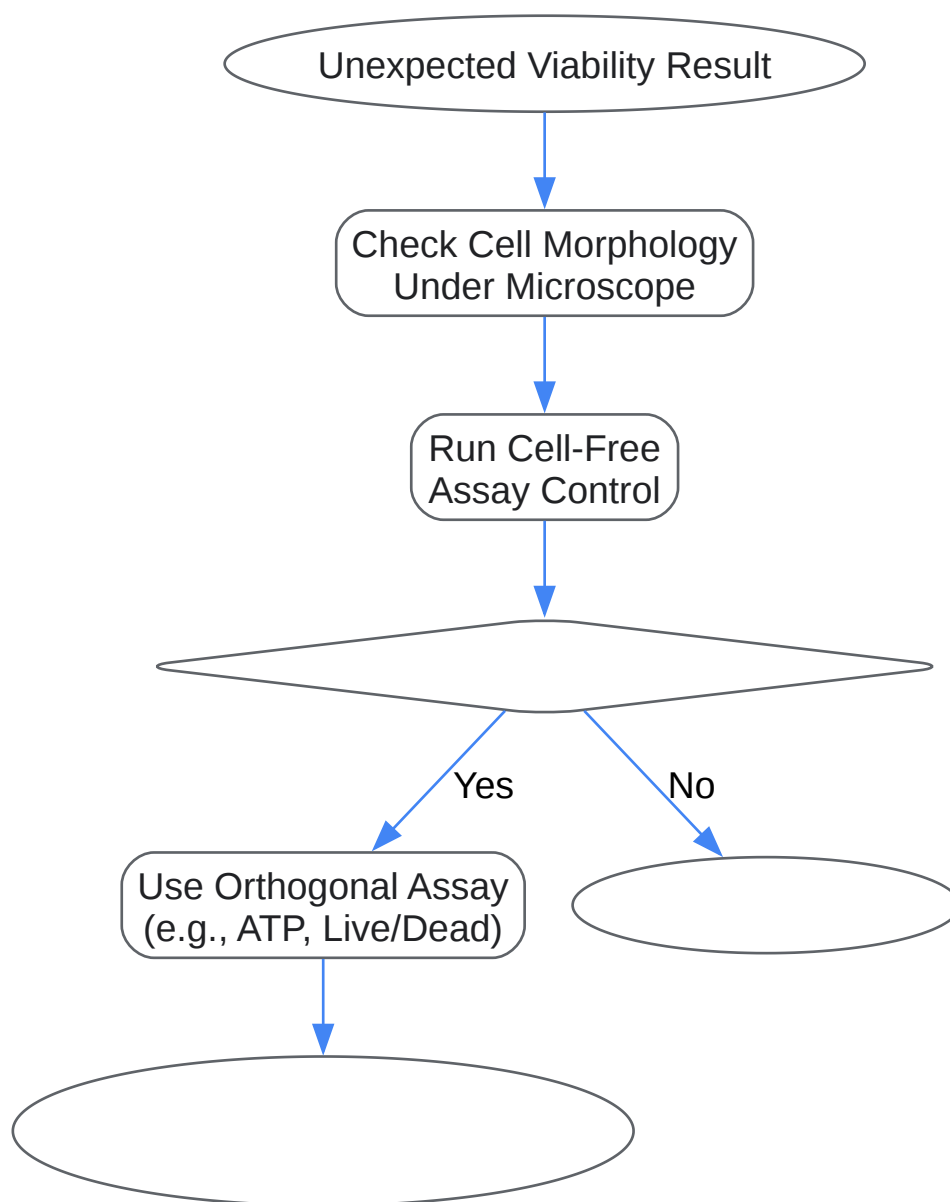 Unexpected Viability Result
Check Cell Morphology
Under Microscope
Run Cell-Free
Assay Control
Yes
No
Use Orthogonal Assay
(e.g., ATP, Live/Dead)